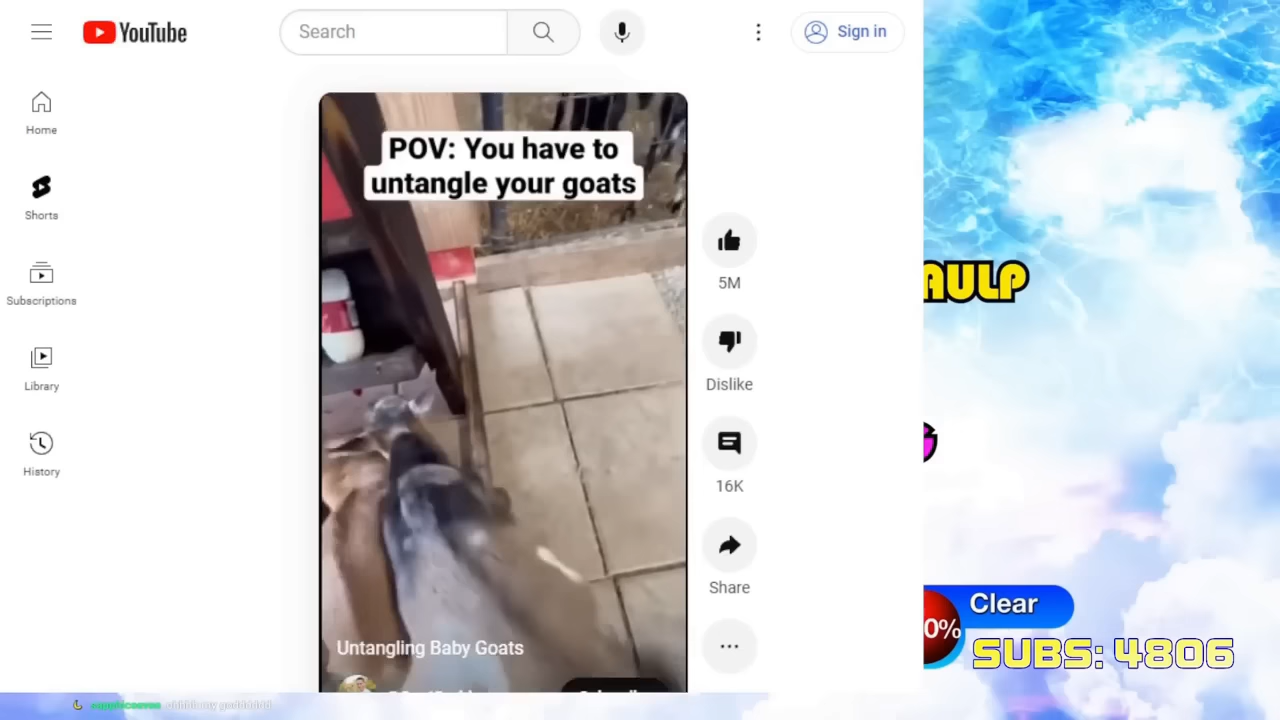 YouTube
Search
Sign in
Home
Shorts
Subscriptions
Library
History
POV: You have to
untangle your goats
5M
Dislike
16K
Share
Untangling Baby Goats
AULP
0%
Clear
SUBS: 4806